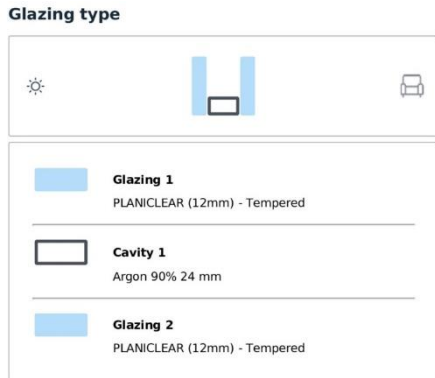 Glazing type
Glazing 1
PLANICLEAR (12mm) - Tempered
Cavity 1
Argon 90% 24 mm
Glazing 2
PLANICLEAR (12mm) - Tempered